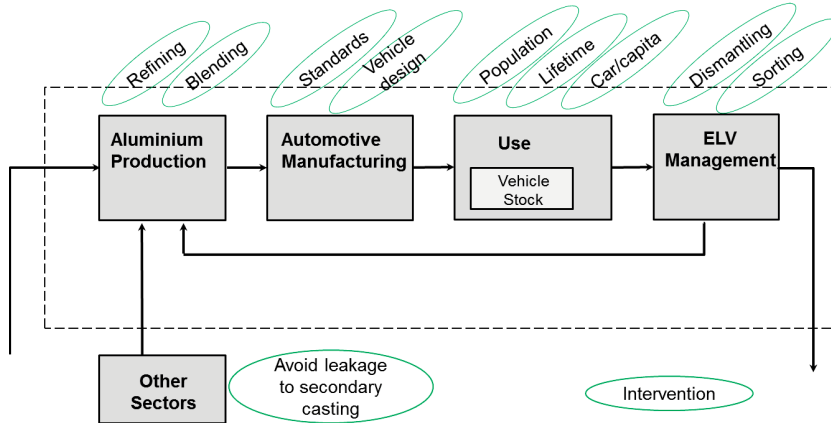 Refining
Blending
Standards
Vehicle
design
Population
Lifetime
Car/capita
Dismantling
Sorting
Aluminium
Production
Automotive
Manufacturing
Use
Vehicle
Stock
ELV
Management
Other
Sectors
Avoid leakage
to secondary
casting
Intervention